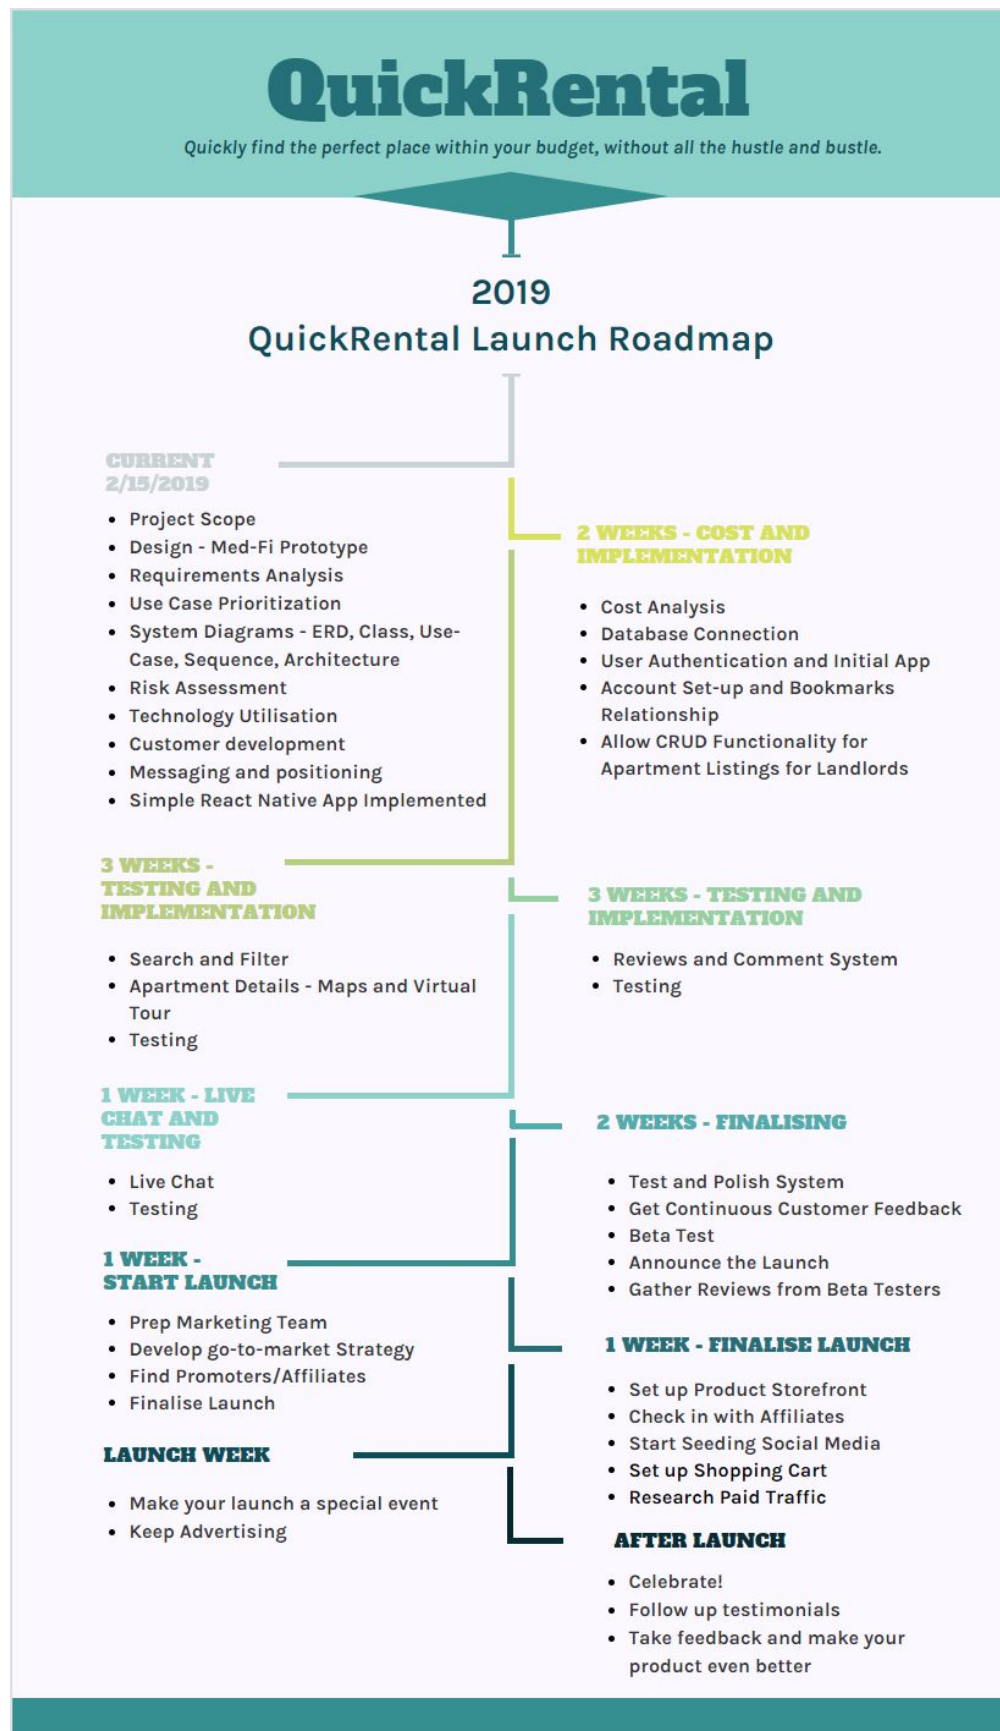 QuickRental
Quickly find the perfect place within your budget, without all the hustle and bustle.
2019
QuickRental Launch Roadmap
CURRENT
2/15/2019
• Project Scope
• Design - Med-Fi Prototype
• Requirements Analysis
• Use Case Prioritization
• System Diagrams - ERD, Class, Use-
Case, Sequence, Architecture
• Risk Assessment
• Technology Utilisation
• Customer development
• Messaging and positioning
• Simple React Native App Implemented
2 WEEKS - COST AND
IMPLEMENTATION
• Cost Analysis
• Database Connection
• User Authentication and Initial App
• Account Set-up and Bookmarks
Relationship
• Allow CRUD Functionality for
Apartment Listings for Landlords
3 WEEKS -
TESTING AND
IMPLEMENTATION
• Search and Filter
• Apartment Details - Maps and Virtual
Tour
• Testing
3 WEEKS - TESTING AND
IMPLEMENTATION
• Reviews and Comment System
• Testing
1 WEEK - LIVE
CHAT AND
TESTING
• Live Chat
• Testing
2 WEEKS - FINALISING
• Test and Polish System
• Get Continuous Customer Feedback
• Beta Test
• Announce the Launch
• Gather Reviews from Beta Testers
1 WEEK -
START LAUNCH
• Prep Marketing Team
• Develop go-to-market Strategy
• Find Promoters/Affiliates
• Finalise Launch
1 WEEK - FINALISE LAUNCH
• Set up Product Storefront
• Check in with Affiliates
• Start Seeding Social Media
• Set up Shopping Cart
• Research Paid Traffic
LAUNCH WEEK
• Make your launch a special event
• Keep Advertising
AFTER LAUNCH
• Celebrate!
• Follow up testimonials
• Take feedback and make your
product even better